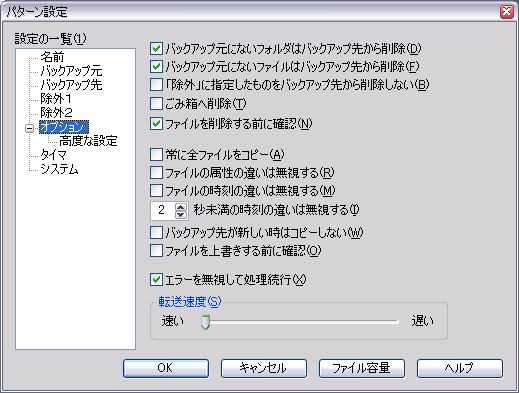 パターン設定
設定の一覧(1)
名前
バックアップ元
バックアップ先
除外1
除外2
オプション
高度な設定
タイマ
システム
バックアップ元にないフォルダはバックアップ先から削除(D)
バックアップ元にないファイルはバックアップ先から削除(F)
「除外」に指定したものをバックアップ先から削除しない(B)
ごみ箱へ削除(T)
ファイルを削除する前に確認(N)
常に全ファイルをコピー(A)
ファイルの属性の違いは無視する(R)
ファイルの時刻の違いは無視する(M)
2 秒未満の時刻の違いは無視する(I)
バックアップ先が新しい時はコピーしない(W)
ファイルを上書きする前に確認(O)
エラーを無視して処理続行(X)
転送速度(S)
速い 遅い
OK キャンセル ファイル容量 ヘルプ